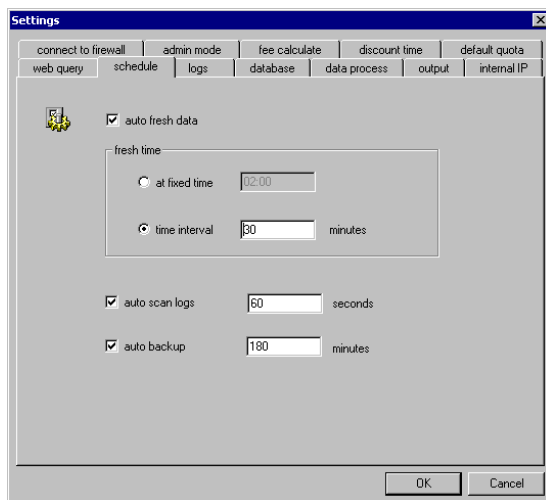 Settings
connect to firewall admin mode fee calculate discount time default quota
web query schedule logs database data process output internal IP
auto fresh data
fresh time
at fixed time 02:00
time interval 30 minutes
auto scan logs 60 seconds
auto backup 180 minutes
OK Cancel